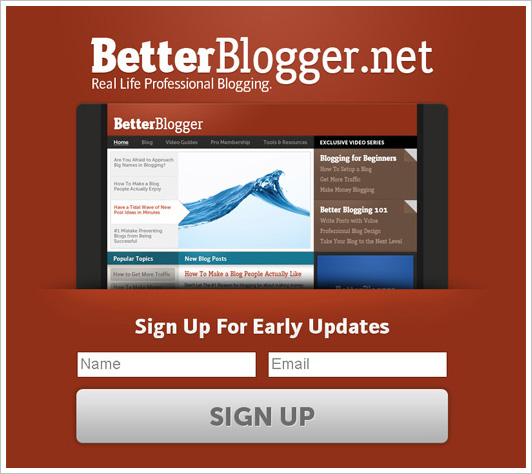 BetterBlogger.net
Real Life Professional Blogging.
BetterBlogger
Home Blog Video Guides Pro Membership Tools & Resources
EXCLUSIVE VIDEO SERIES
Are You Afraid to Approach
Big Names in Blogging?
How To Make a Blog
People Actually Enjoy
Have a Tidal Wave of New
Post Ideas in Minutes
#1 Mistake Preventing
Blogs from Being
Successful
Blogging for Beginners
How To Setup a Blog
Get More Traffic
Make Money Blogging
Better Blogging 101
Write Posts with Value
Professional Blog Design
Take Your Blog to the Next Level
Popular Topics
How to Get More Traffic
New Blog Posts
How To Make a Blog People Actually Like
Sign Up For Early Updates
Name
Email
SIGN UP